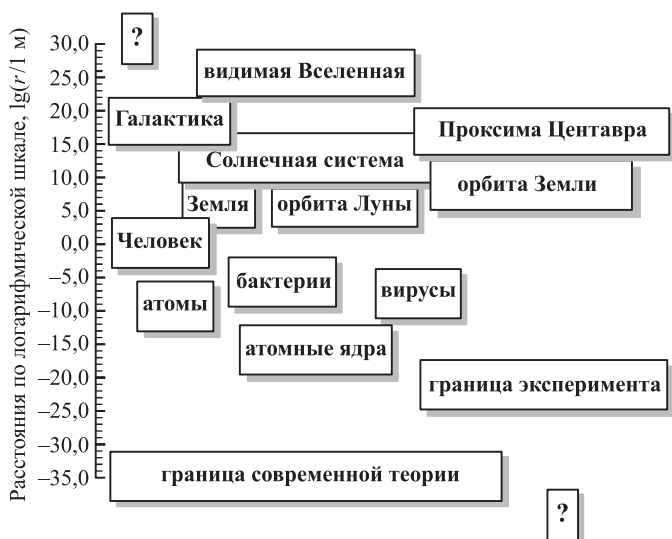 Расстояния по логарифмической шкале, lg(r/1 м)
30,0
25,0
20,0
15,0
10,0
5,0
0,0
–5,0
–10,0
–15,0
–20,0
–25,0
–30,0
–35,0
?
видимая Вселенная
Галактика
Проксима Центавра
Солнечная система
орбита Земли
Земля
орбита Луны
Человек
бактерии
вирусы
атомы
атомные ядра
граница эксперимента
граница современной теории
?